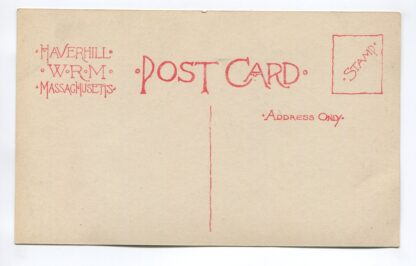 ·HAVERHILL·
·W·R·M·
·MASSACHUSETTS·
·POST CARD·
·STAMP·
·ADDRESS ONLY·